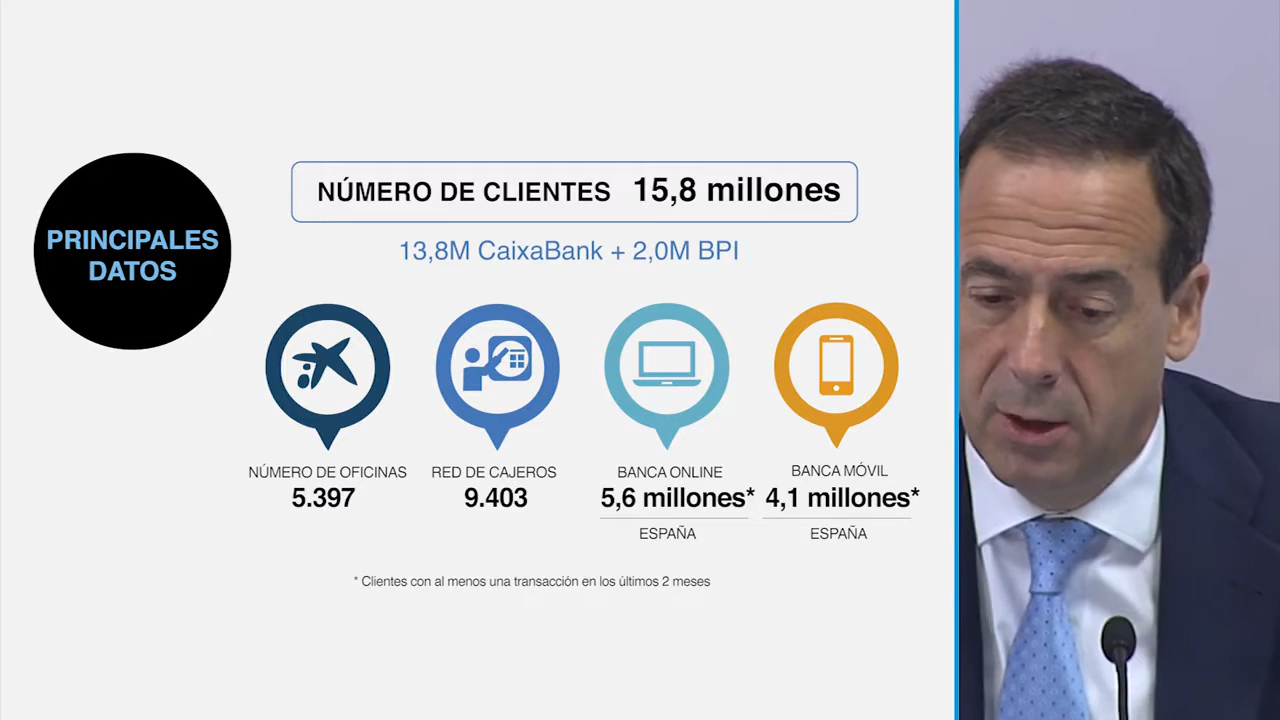 PRINCIPALES
DATOS
NÚMERO DE CLIENTES 15,8 millones
13,8M CaixaBank + 2,0M BPI
NÚMERO DE OFICINAS
5.397
RED DE CAJEROS
9.403
BANCA ONLINE
5,6 millones*
ESPAÑA
BANCA MÓVIL
4,1 millones*
ESPAÑA
* Clientes con al menos una transacción en los últimos 2 meses